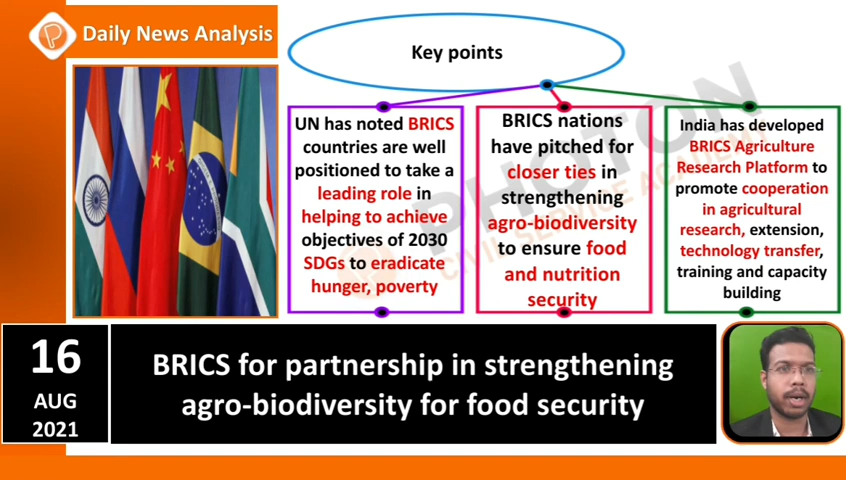 Daily News Analysis
Key points
UN has noted BRICS
countries are well
positioned to take a
leading role in
helping to achieve
objectives of 2030
SDGs to eradicate
hunger, poverty
BRICS nations
have pitched for
closer ties in
strengthening
agro-biodiversity
to ensure food
and nutrition
security
India has developed
BRICS Agriculture
Research Platform to
promote cooperation
in agricultural
research, extension,
technology transfer,
training and capacity
building
PHOTON
CIVIL SERVICE ACADEMY
16
AUG
2021
BRICS for partnership in strengthening
agro-biodiversity for food security